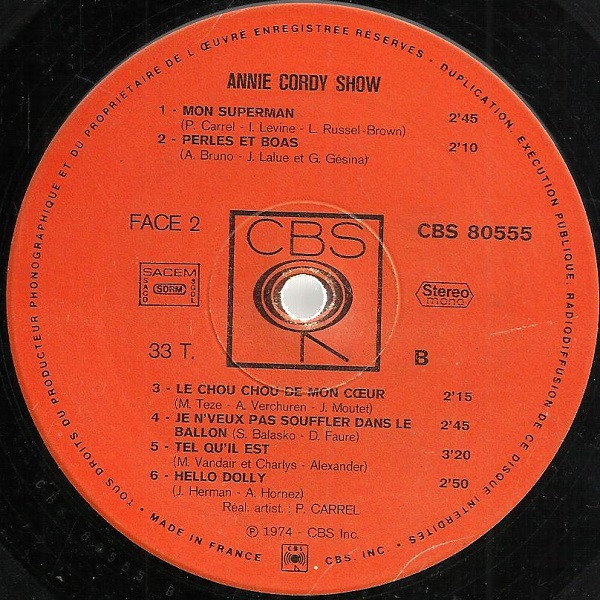 TOUS DROITS DU PRODUCTEUR PHONOGRAPHIQUE ET DU PROPRIETAIRE DE L'ŒUVRE ENREGISTREE RESERVES - DUPLICATION, EXECUTION PUBLIQUE, RADIODIFFUSION DE CE DISQUE INTERDITES •
ANNIE CORDY SHOW
1 - MON SUPERMAN 2'45
(P. Carrel - I. Levine - L. Russel-Brown)
2 - PERLES ET BOAS 2'10
(A. Bruno - J. Lalue et G. Gésina)
FACE 2 CBS CBS 80555
SACEM
SACD SDRM SGDL
Stereo
mono
33 T. B
3 - LE CHOU CHOU DE MON CŒUR 2'15
(M. Teze - A. Verchuren - J. Moutet)
4 - JE N'VEUX PAS SOUFFLER DANS LE 2'45
BALLON (S. Balasko - D. Faure)
5 - TEL QU'IL EST 3'20
(M. Vandair et Charlys - Alexander)
6 - HELLO DOLLY 2'50
(J. Herman - A. Hornez)
Réal. artist. : P. CARREL
℗ 1974 - CBS Inc.
• MADE IN FRANCE CBS CBS. INC. •